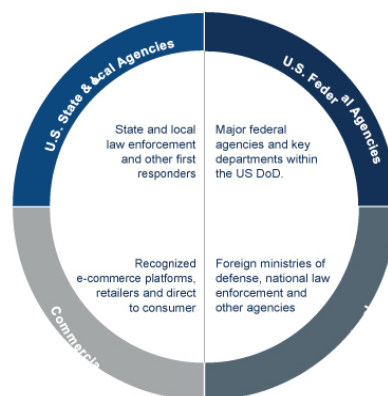 U.S. State & Local Agencies
U.S. Federal Agencies
State and local
law enforcement
and other first
responders
Major federal
agencies and key
departments within
the US DoD.
Recognized
e-commerce platforms,
retailers and direct
to consumer
Foreign ministries of
defense, national law
enforcement and
other agencies